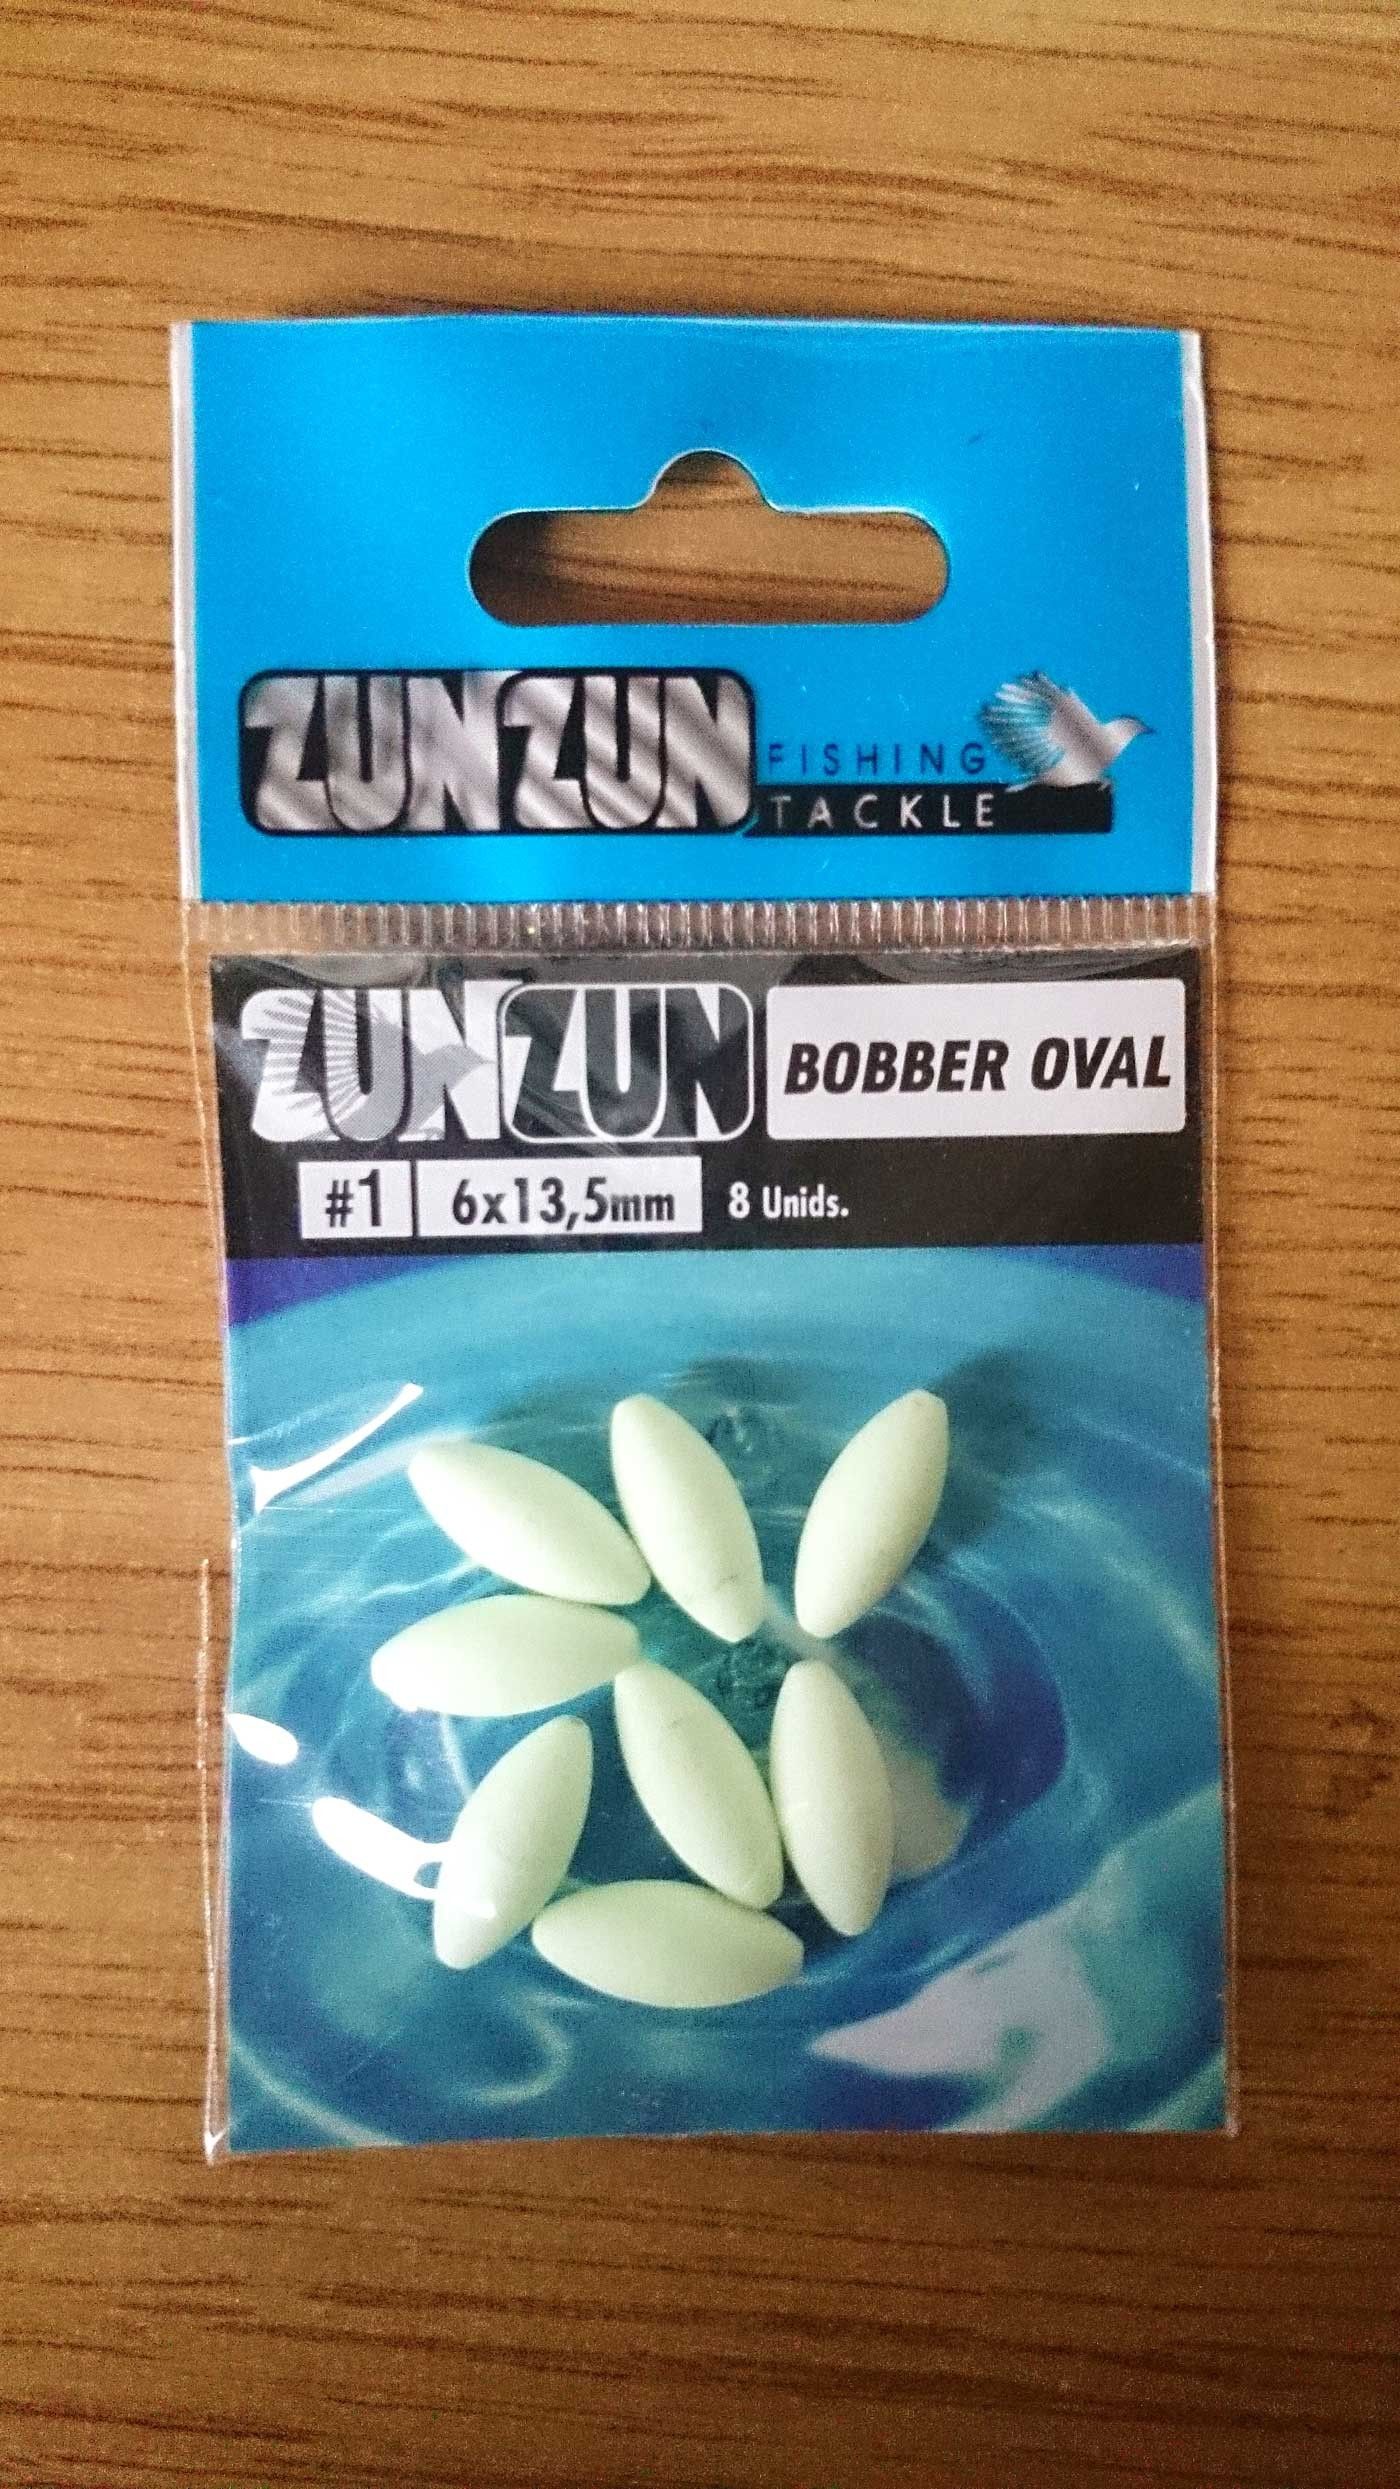 ZUNZUN FISHING
TACKLE
ZUNZUN BOBBER OVAL
#1 6x13,5mm 8 Unids.